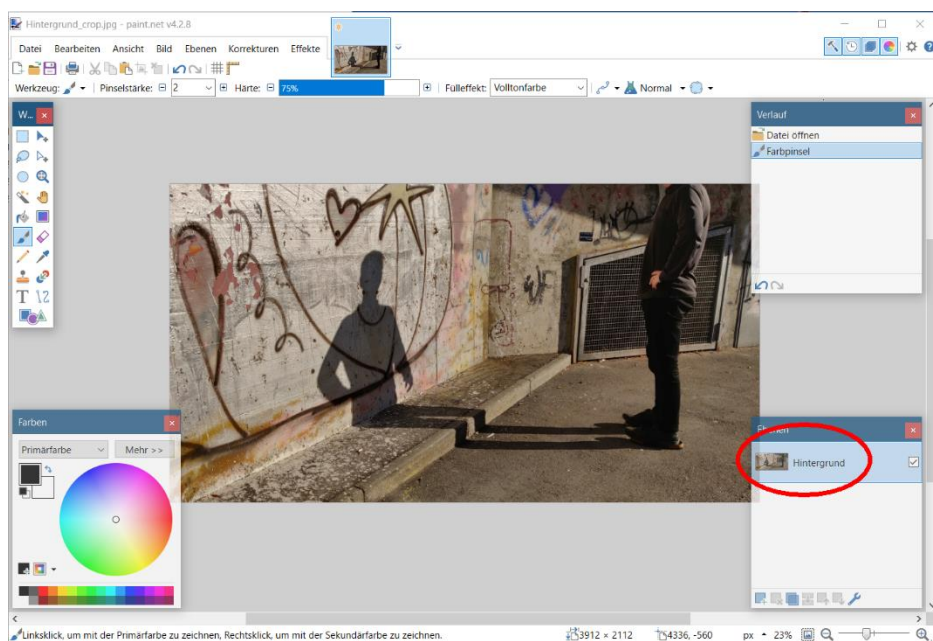 Hintergrund_crop.jpg - paint.net v4.2.8
Datei Bearbeiten Ansicht Bild Ebenen Korrekturen Effekte
Werkzeug: Pinselstärke: 2 Härte: 75% Fülleffekt: Volltonfarbe Normal
W...
Verlauf
Datei öffnen
Farbpinsel
Farben
Primärfarbe Mehr >>
Ebenen
Hintergrund
Linksklick, um mit der Primärfarbe zu zeichnen, Rechtsklick, um mit der Sekundärfarbe zu zeichnen. 3912 × 2112 4336, -560 px 23%